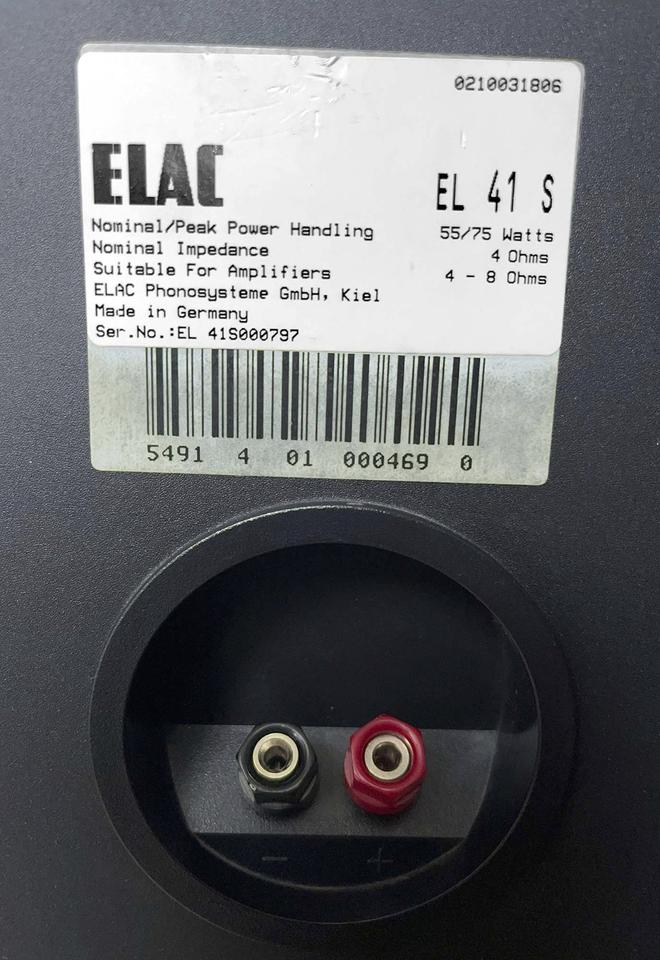 0210031806
ELAC EL 41 S
Nominal/Peak Power Handling 55/75 Watts
Nominal Impedance 4 Ohms
Suitable For Amplifiers 4 - 8 Ohms
ELAC Phonosysteme GmbH, Kiel
Made in Germany
Ser.No.:EL 41S000797
5491 4 01 000469 0
− +